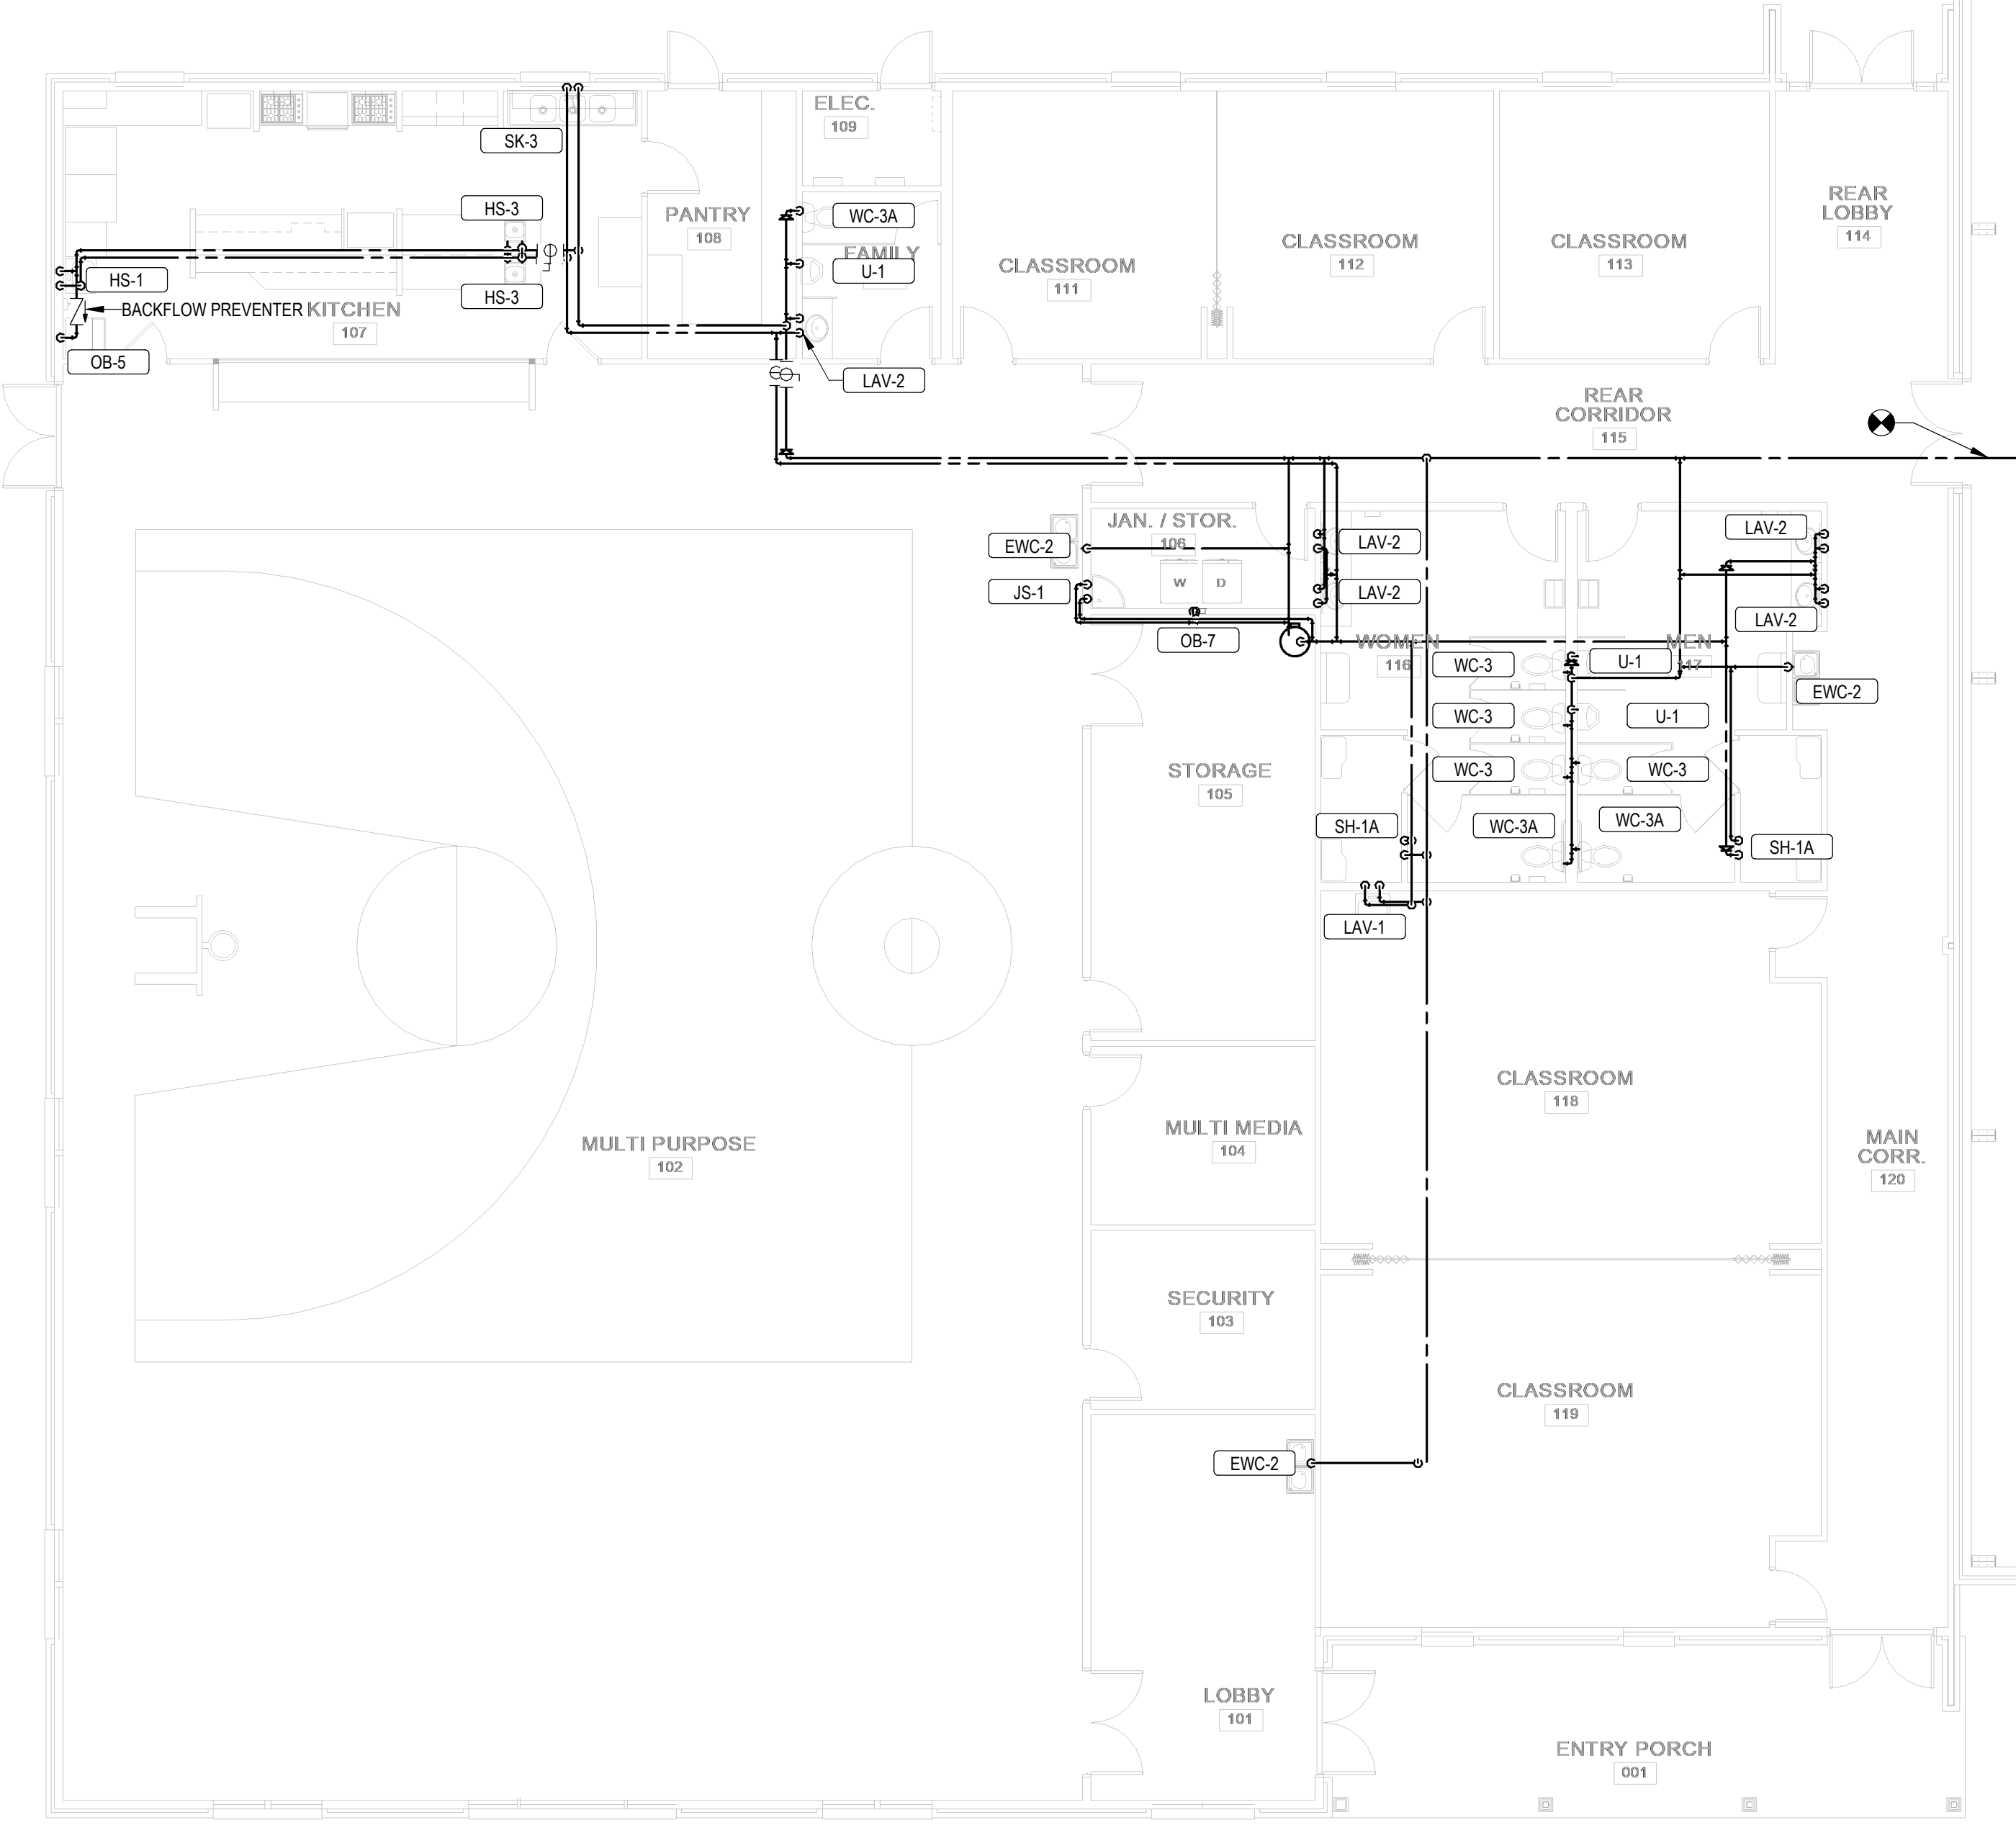 ELEC.
109
SK-3
HS-3
PANTRY
108
WC-3A
FAMILY
U-1
REAR
LOBBY
114
CLASSROOM
111
CLASSROOM
112
CLASSROOM
113
HS-1
HS-3
BACKFLOW PREVENTER
KITCHEN
107
OB-5
LAV-2
REAR
CORRIDOR
115
JAN. / STOR.
106
EWC-2
LAV-2
LAV-2
W
D
JS-1
LAV-2
LAV-2
OB-7
WOMEN
116
MEN
117
WC-3
U-1
EWC-2
WC-3
U-1
STORAGE
105
WC-3
WC-3
SH-1A
WC-3A
WC-3A
SH-1A
LAV-1
CLASSROOM
118
MULTI PURPOSE
102
MULTI MEDIA
104
MAIN
CORR.
120
SECURITY
103
CLASSROOM
119
EWC-2
LOBBY
101
ENTRY PORCH
001